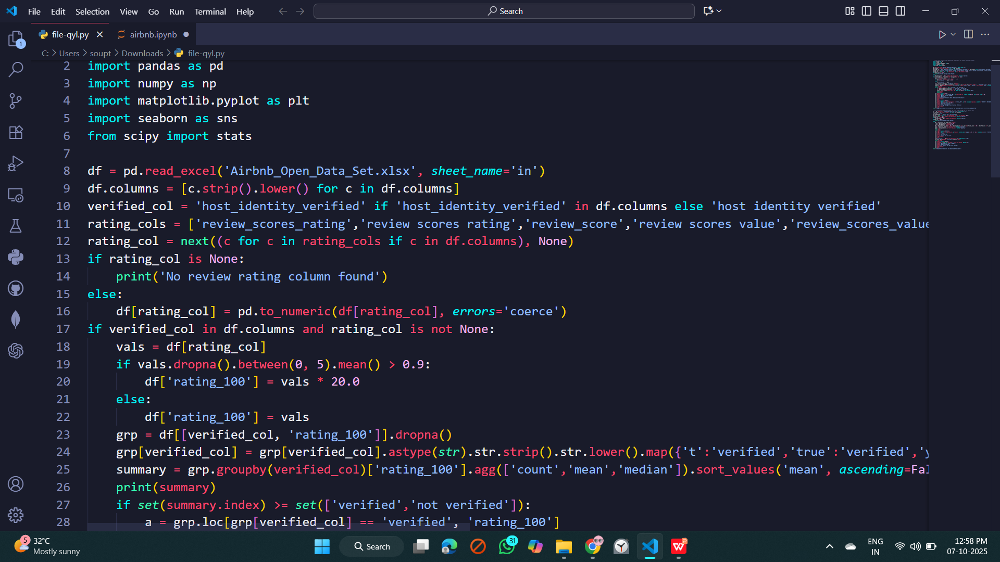 File Edit Selection View Go Run Terminal Help
Search
file-qyl.py
airbnb.ipynb
1
C: > Users > soupt > Downloads > file-qyl.py
2 import pandas as pd
3 import numpy as np
4 import matplotlib.pyplot as plt
5 import seaborn as sns
6 from scipy import stats
7
8 df = pd.read_excel('Airbnb_Open_Data_Set.xlsx', sheet_name='in')
9 df.columns = [c.strip().lower() for c in df.columns]
10 verified_col = 'host_identity_verified' if 'host_identity_verified' in df.columns else 'host identity verified'
11 rating_cols = ['review_scores_rating','review scores rating','review_score','review scores value','review_scores_value
12 rating_col = next((c for c in rating_cols if c in df.columns), None)
13 if rating_col is None:
14     print('No review rating column found')
15 else:
16     df[rating_col] = pd.to_numeric(df[rating_col], errors='coerce')
17 if verified_col in df.columns and rating_col is not None:
18     vals = df[rating_col]
19     if vals.dropna().between(0, 5).mean() > 0.9:
20         df['rating_100'] = vals * 20.0
21     else:
22         df['rating_100'] = vals
23     grp = df[[verified_col, 'rating_100']].dropna()
24     grp[verified_col] = grp[verified_col].astype(str).str.strip().str.lower().map({'t':'verified','true':'verified','y
25     summary = grp.groupby(verified_col)['rating_100'].agg(['count','mean','median']).sort_values('mean', ascending=Fal
26     print(summary)
27     if set(summary.index) >= set(['verified','not verified']):
28         a = grp.loc[grp[verified_col] == 'verified', 'rating_100']
5
32°C
Mostly sunny
Search
31
ENG
IN
12:58 PM
07-10-2025